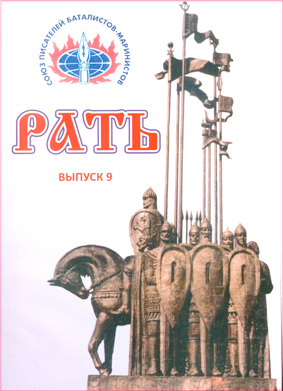 СОЮЗ ПИСАТЕЛЕЙ БАТАЛИСТОВ-МАРИНИСТОВ
РАТЬ
ВЫПУСК 9